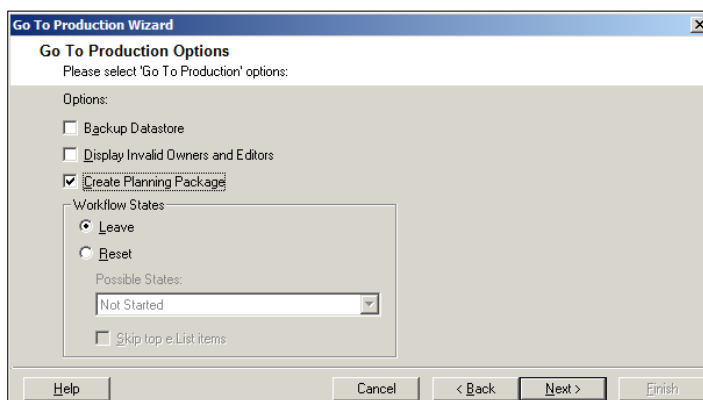 Go To Production Wizard
Go To Production Options
Please select 'Go To Production' options:
Options:
Backup Datastore
Display Invalid Owners and Editors
Create Planning Package
Workflow States
Leave
Reset
Possible States:
Not Started
Skip top e.List items
Help Cancel < Back Next > Finish